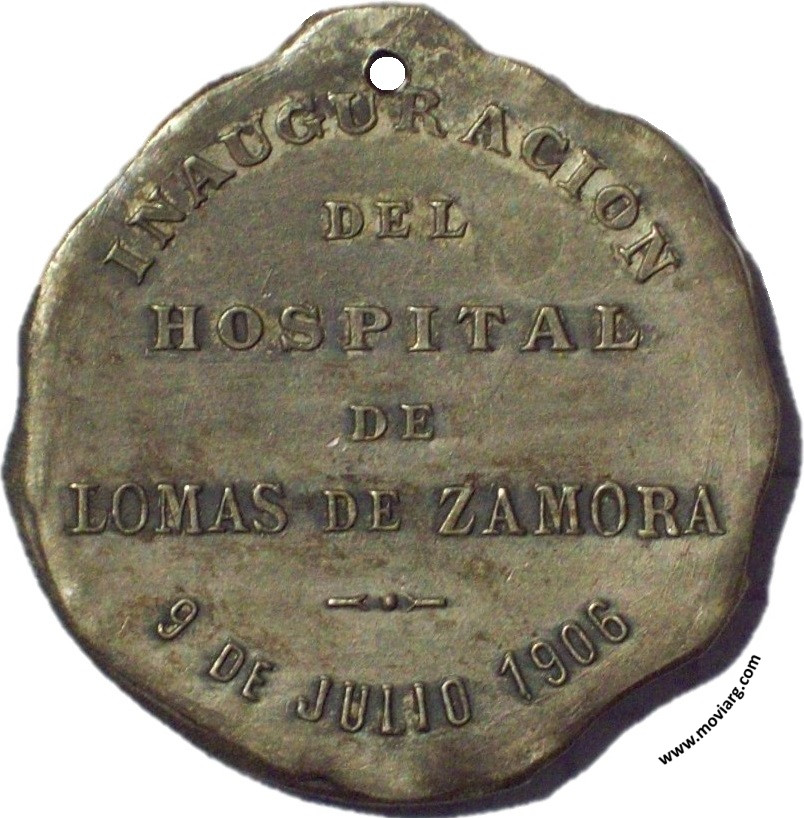 INAUGURACION
DEL
HOSPITAL
DE
LOMAS DE ZAMORA
9 DE JULIO 1906
www.moviarg.com